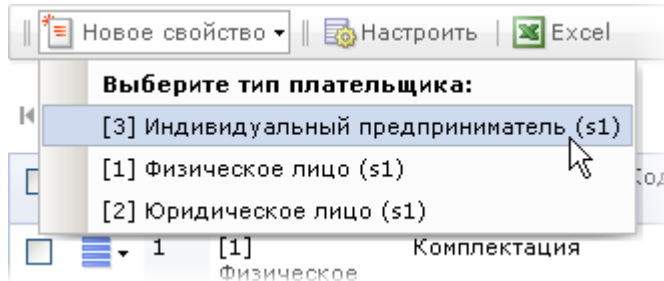 Новое свойство Настроить Excel
Выберите тип плательщика:
[3] Индивидуальный предприниматель (s1)
[1] Физическое лицо (s1)
[2] Юридическое лицо (s1)
1 [1] Комплектация
Физическое